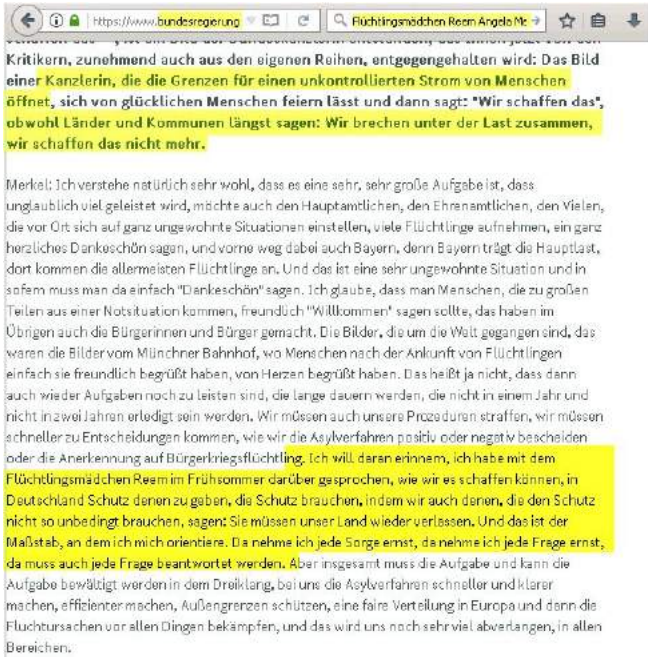 https://www.bundesregierung
Flüchtlingsmädchen Reem Angela Me
Kritikern, zunehmend auch aus den eigenen Reihen, entgegengehalten wird: Das Bild
einer Kanzlerin, die die Grenzen für einen unkontrollierten Strom von Menschen
öffnet, sich von glücklichen Menschen feiern lässt und dann sagt: "Wir schaffen das",
obwohl Länder und Kommunen längst sagen: Wir brechen unter der Last zusammen,
wir schaffen das nicht mehr.
Merkel: Ich verstehe natürlich sehr wohl, dass es eine sehr, sehr große Aufgabe ist, dass
unglaublich viel geleistet wird, möchte auch den Hauptamtlichen, den Ehrenamtlichen, den Vielen,
die vor Ort sich auf ganz ungewohnte Situationen einstellen, viele Flüchtlinge aufnehmen, ein ganz
herzliches Dankeschön sagen, und vorne weg dabei auch Bayern, denn Bayern trägt die Hauptlast,
dort kommen die allermeisten Flüchtlinge an. Und das ist eine sehr ungewohnte Situation und in
sofern muss man da einfach "Dankeschön" sagen. Ich glaube, dass man Menschen, die zu großen
Teilen aus einer Notsituation kommen, freundlich "Willkommen" sagen sollte, das haben im
Übrigen auch die Bürgerinnen und Bürger gemacht. Die Bilder, die um die Welt gegangen sind, das
waren die Bilder vom Münchner Bahnhof, wo Menschen nach der Ankunft von Flüchtlingen
einfach sie freundlich begrüßt haben, von Herzen begrüßt haben. Das heißt ja nicht, dass dann
auch wieder Aufgaben noch zu leisten sind, die lange dauern werden, die nicht in einem Jahr und
nicht in zwei Jahren erledigt sein werden. Wir müssen auch unsere Prozeduren straffen, wir müssen
schneller zu Entscheidungen kommen, wie wir die Asylverfahren positiv oder negativ bescheiden
oder die Anerkennung auf Bürgerkriegsflüchtling. Ich will daran erinnern, ich habe mit dem
Flüchtlingsmädchen Reem im Frühsommer darüber gesprochen, wie wir es schaffen können, in
Deutschland Schutz denen zu geben, die Schutz brauchen, indem wir auch denen, die den Schutz
nicht so unbedingt brauchen, sagen: Sie müssen unser Land wieder verlassen. Und das ist der
Maßstab, an dem ich mich orientiere. Da nehme ich jede Sorge ernst, da nehme ich jede Frage ernst,
da muss auch jede Frage beantwortet werden. Aber insgesamt muss die Aufgabe und kann die
Aufgabe bewältigt werden in dem Dreiklang, bei uns die Asylverfahren schneller und klarer
machen, effizienter machen, Außengrenzen schützen, eine faire Verteilung in Europa und dann die
Fluchtursachen vor allen Dingen bekämpfen, und das wird uns noch sehr viel abverlangen, in allen
Bereichen.